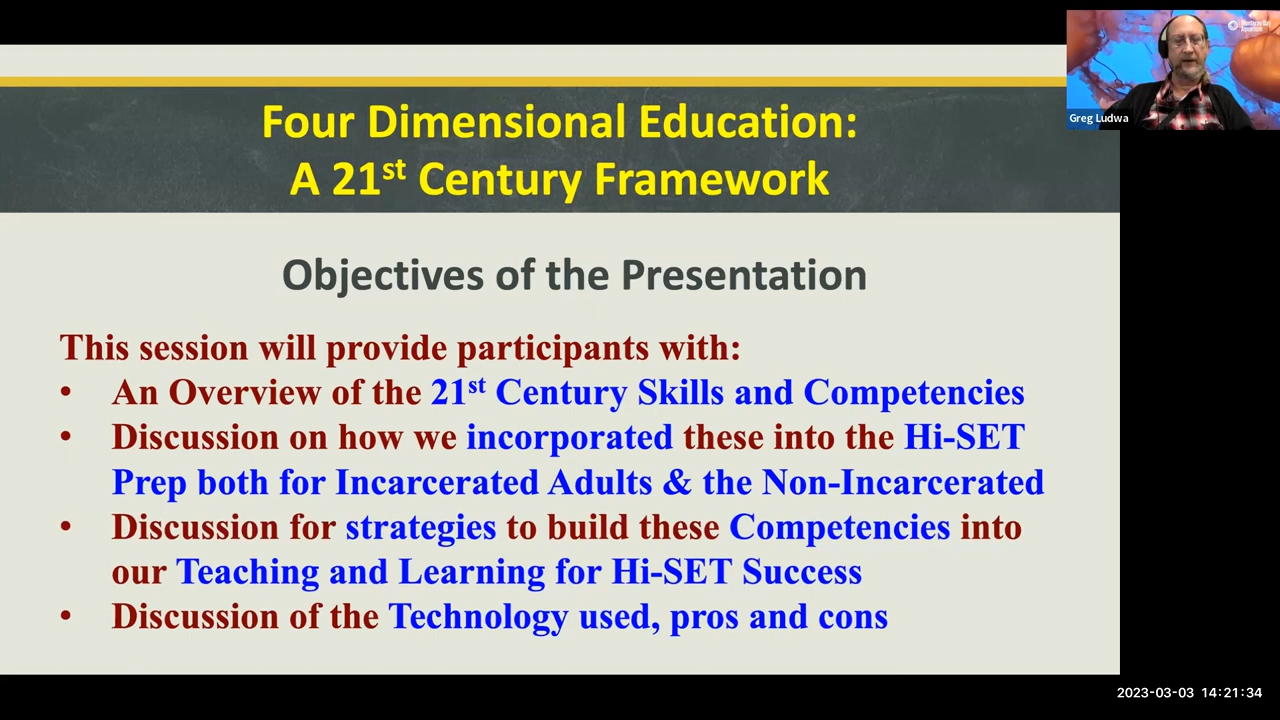 Four Dimensional Education:
A 21st Century Framework
Objectives of the Presentation
This session will provide participants with:
• An Overview of the 21st Century Skills and Competencies
• Discussion on how we incorporated these into the Hi-SET
Prep both for Incarcerated Adults & the Non-Incarcerated
• Discussion for strategies to build these Competencies into
our Teaching and Learning for Hi-SET Success
• Discussion of the Technology used, pros and cons
Monterey Bay
Aquarium
Greg Ludwa
2023-03-03 14:21:34